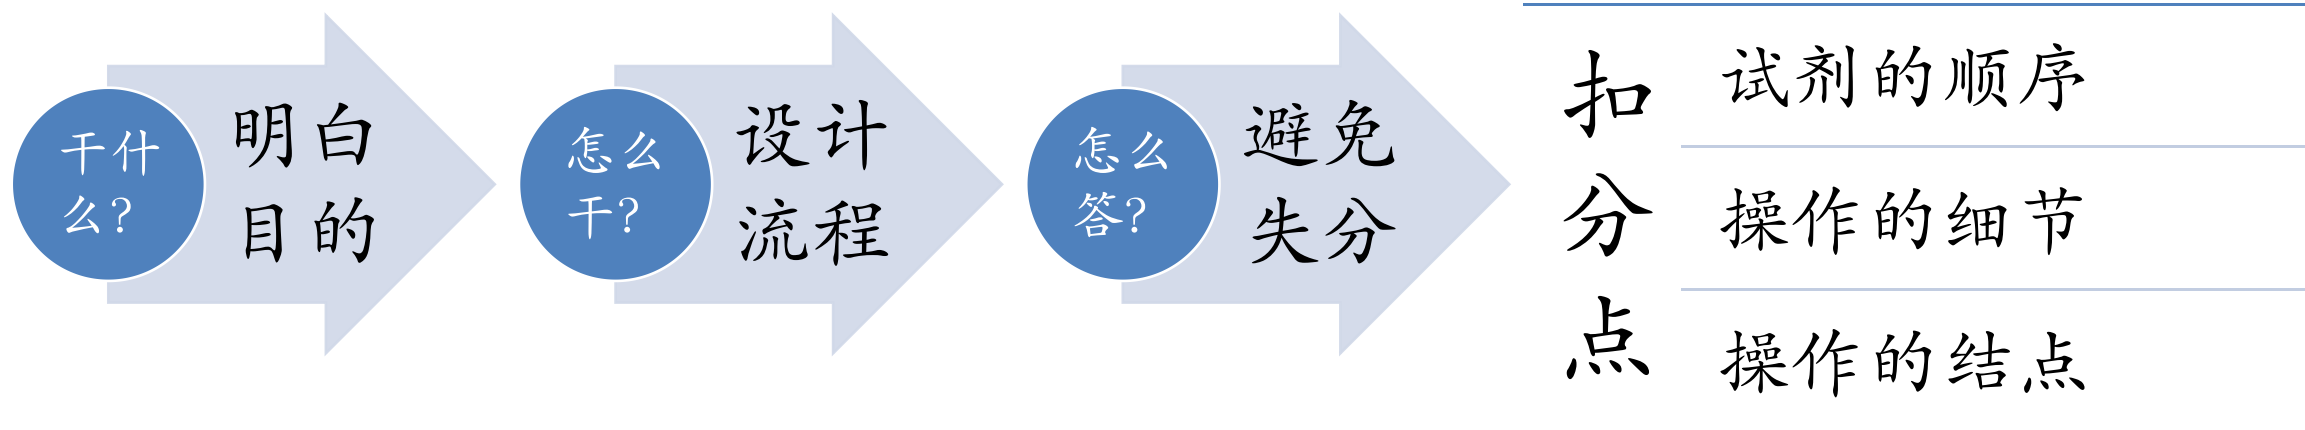 干什
么?
明白
目的
怎么
干?
设计
流程
怎么
答?
避免
失分
扣
分
点
试剂的顺序
操作的细节
操作的结点